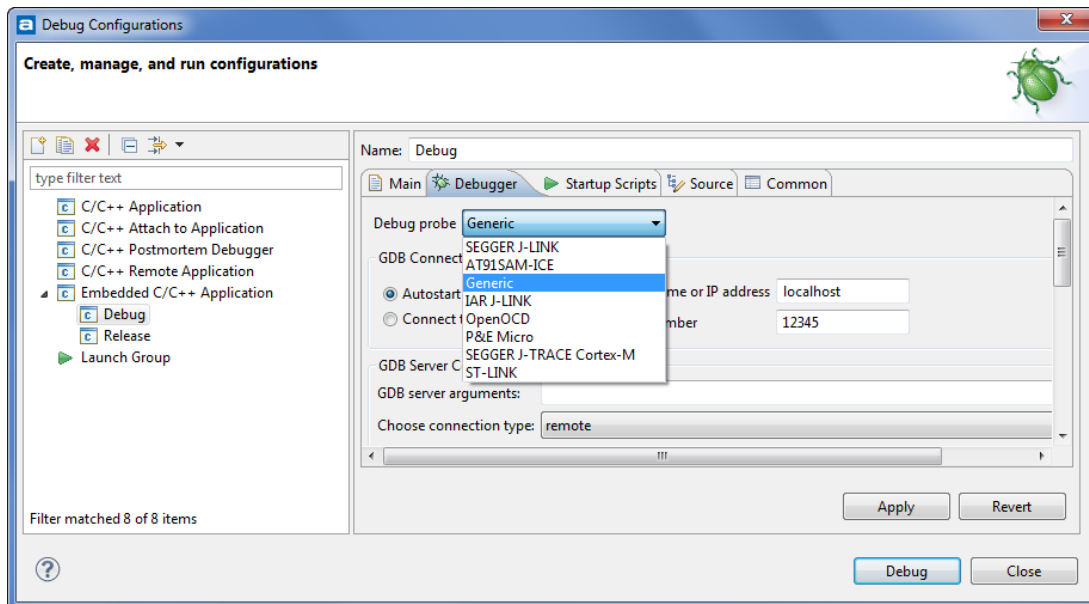 a Debug Configurations
Create, manage, and run configurations
type filter text
C/C++ Application
C/C++ Attach to Application
C/C++ Postmortem Debugger
C/C++ Remote Application
Embedded C/C++ Application
Debug
Release
Launch Group
Filter matched 8 of 8 items
Name: Debug
Main Debugger Startup Scripts Source Common
Debug probe Generic
SEGGER J-LINK
AT91SAM-ICE
Generic
IAR J-LINK
OpenOCD
P&E Micro
SEGGER J-TRACE Cortex-M
ST-LINK
GDB Connect
Autostart me or IP address localhost
Connect t mber 12345
GDB Server C
GDB server arguments:
Choose connection type: remote
Apply Revert
Debug Close